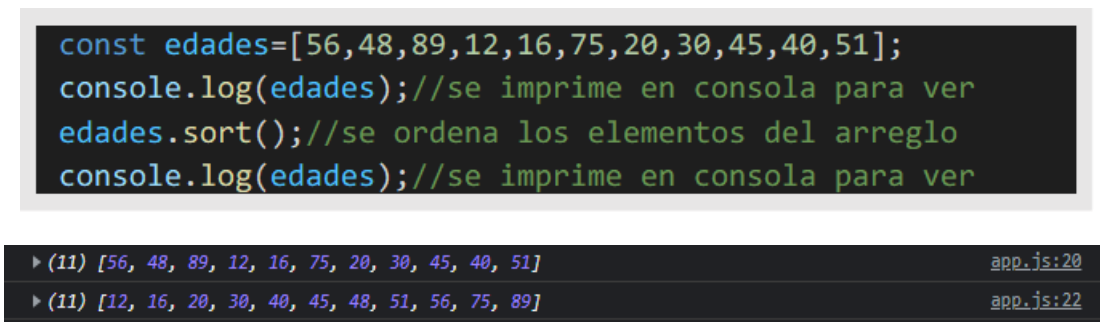 const edades=[56,48,89,12,16,75,20,30,45,40,51];
console.log(edades);//se imprime en consola para ver
edades.sort();//se ordena los elementos del arreglo
console.log(edades);//se imprime en consola para ver
▸(11) [56, 48, 89, 12, 16, 75, 20, 30, 45, 40, 51] app.js:20
▸(11) [12, 16, 20, 30, 40, 45, 48, 51, 56, 75, 89] app.js:22